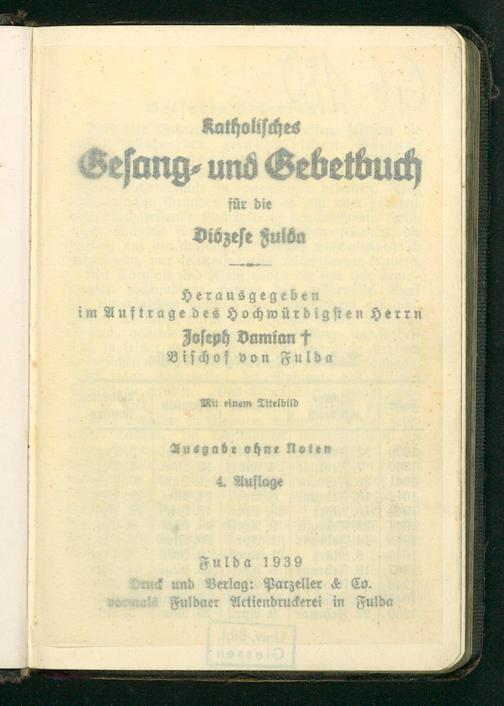 Katholisches
Gesang- und Gebetbuch
für die
Diözese Fulda
Herausgegeben
im Auftrage des Hochwürdigsten Herrn
Joseph Damian †
Bischof von Fulda
Mit einem Titelbild
Ausgabe ohne Noten
4. Auflage
Fulda 1939
Druck und Verlag: Parzeller & Co.
vormals Fuldaer Actiendruckerei in Fulda
Univ.-Bibl.
Giessen